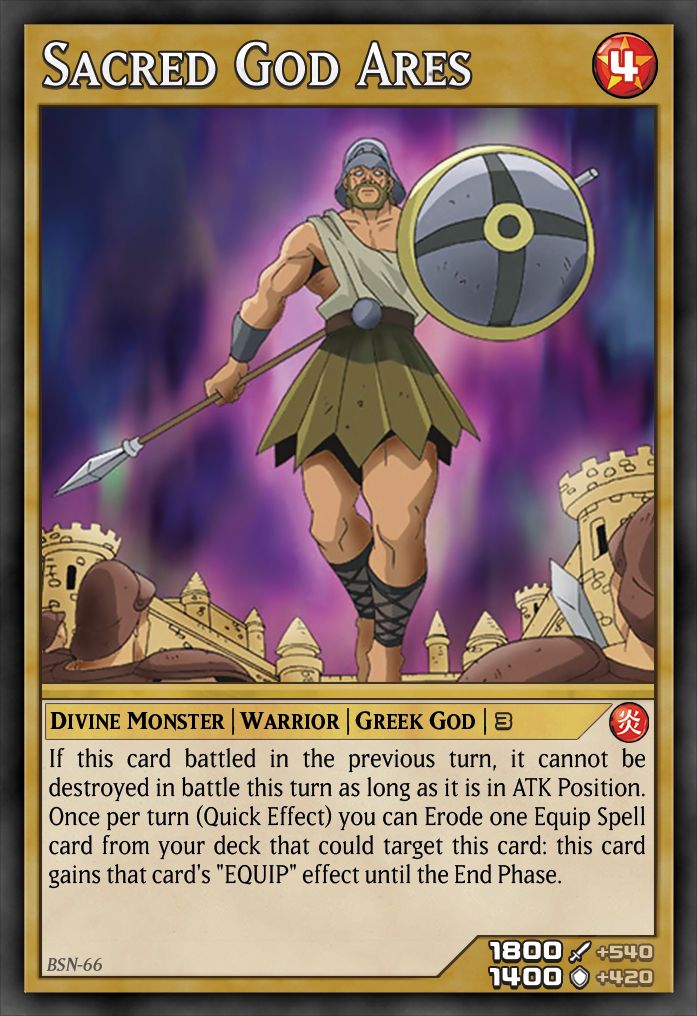 SACRED GOD ARES
4
DIVINE MONSTER | WARRIOR | GREEK GOD | 3
炎
If this card battled in the previous turn, it cannot be
destroyed in battle this turn as long as it is in ATK Position.
Once per turn (Quick Effect) you can Erode one Equip Spell
card from your deck that could target this card: this card
gains that card's "EQUIP" effect until the End Phase.
1800 +540
BSN-66
1400 +420